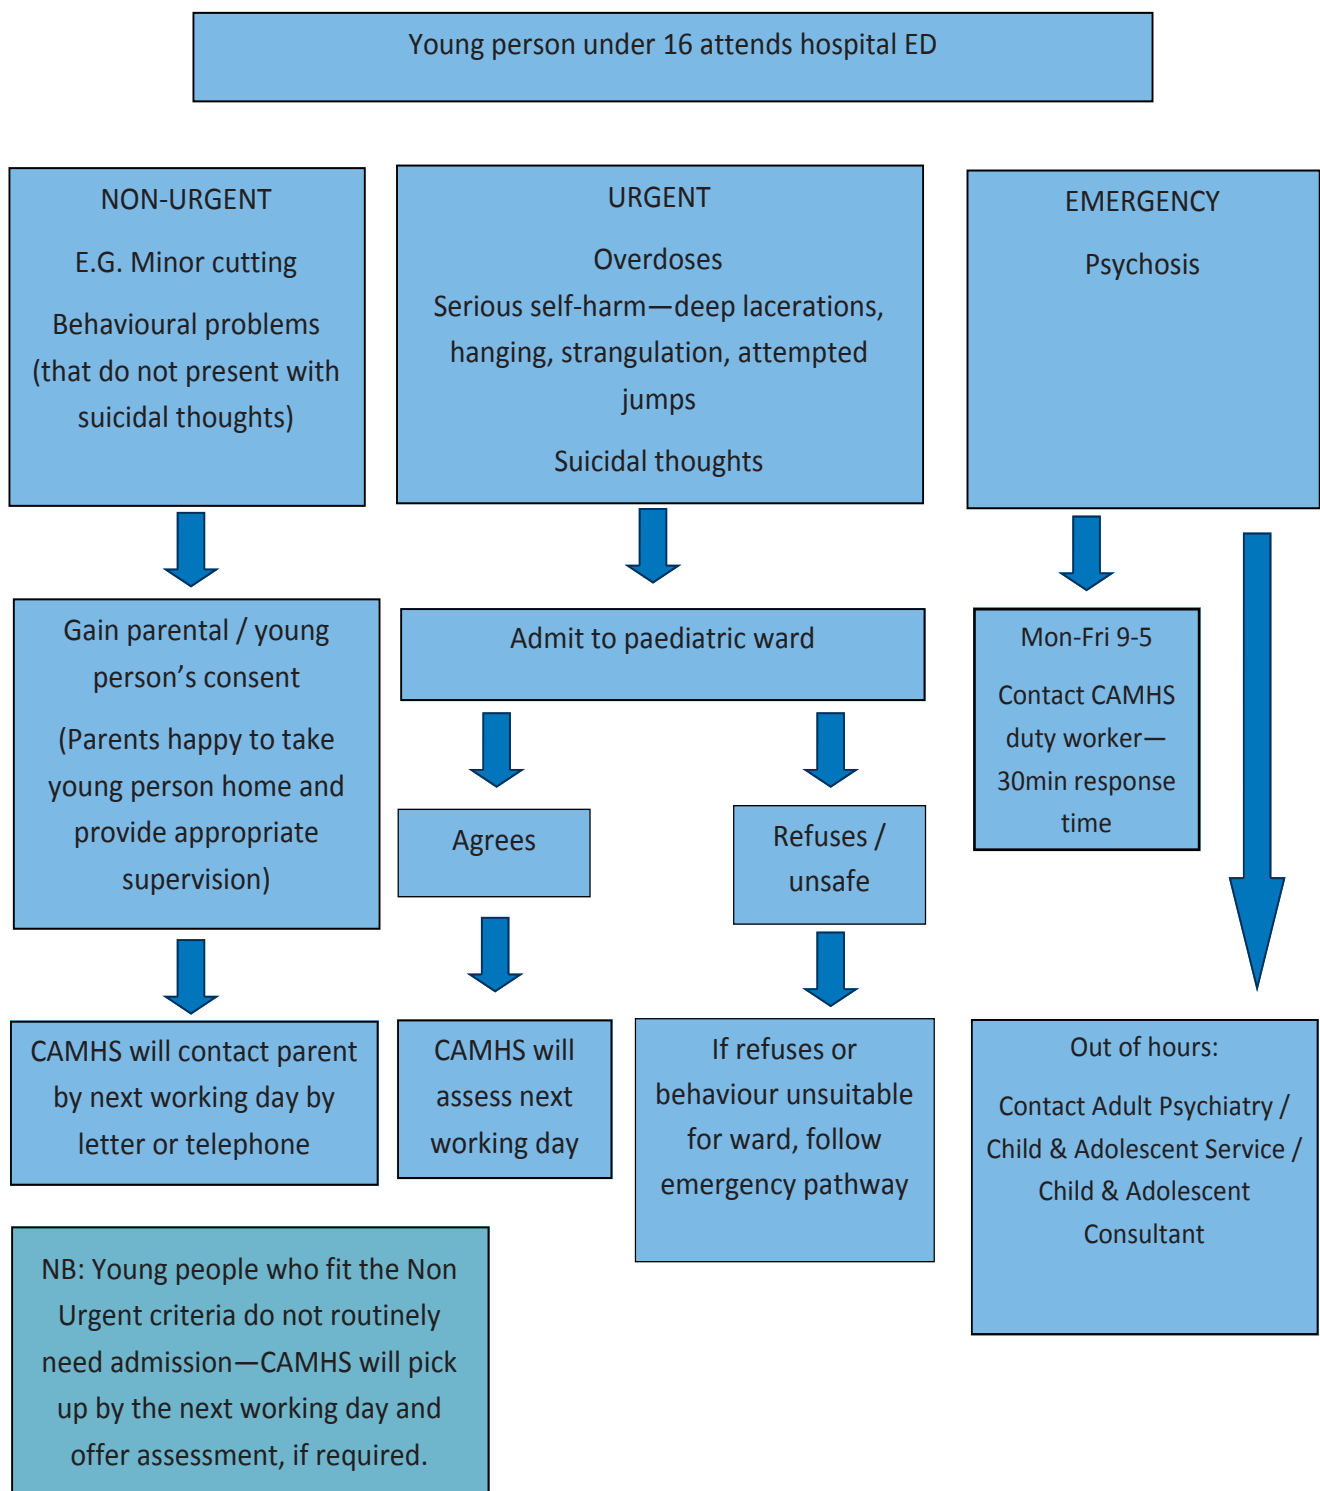 Young person under 16 attends hospital ED
NON-URGENT
E.G. Minor cutting
Behavioural problems
(that do not present with
suicidal thoughts)
URGENT
Overdoses
Serious self-harm—deep lacerations,
hanging, strangulation, attempted
jumps
Suicidal thoughts
EMERGENCY
Psychosis
Gain parental / young
person’s consent
(Parents happy to take
young person home and
provide appropriate
supervision)
Admit to paediatric ward
Mon-Fri 9-5
Contact CAMHS
duty worker—
30min response
time
Agrees
Refuses /
unsafe
CAMHS will contact parent
by next working day by
letter or telephone
CAMHS will
assess next
working day
If refuses or
behaviour unsuitable
for ward, follow
emergency pathway
Out of hours:
Contact Adult Psychiatry /
Child & Adolescent Service /
Child & Adolescent
Consultant
NB: Young people who fit the Non
Urgent criteria do not routinely
need admission—CAMHS will pick
up by the next working day and
offer assessment, if required.